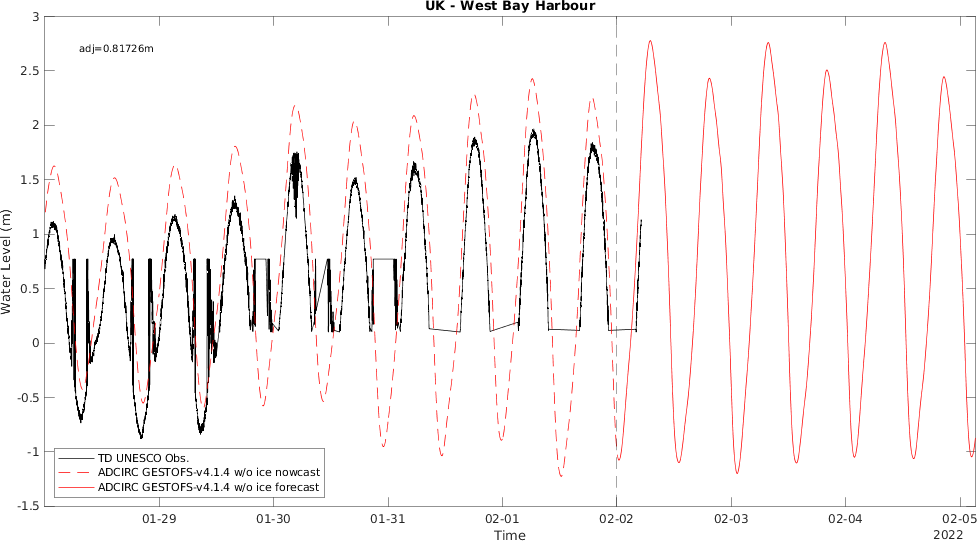 UK - West Bay Harbour
adj=0.81726m
3
2.5
2
1.5
1
0.5
0
-0.5
-1
-1.5
Water Level (m)
TD UNESCO Obs.
ADCIRC GESTOFS-v4.1.4 w/o ice nowcast
ADCIRC GESTOFS-v4.1.4 w/o ice forecast
01-29 01-30 01-31 02-01 02-02 02-03 02-04 02-05
Time
2022